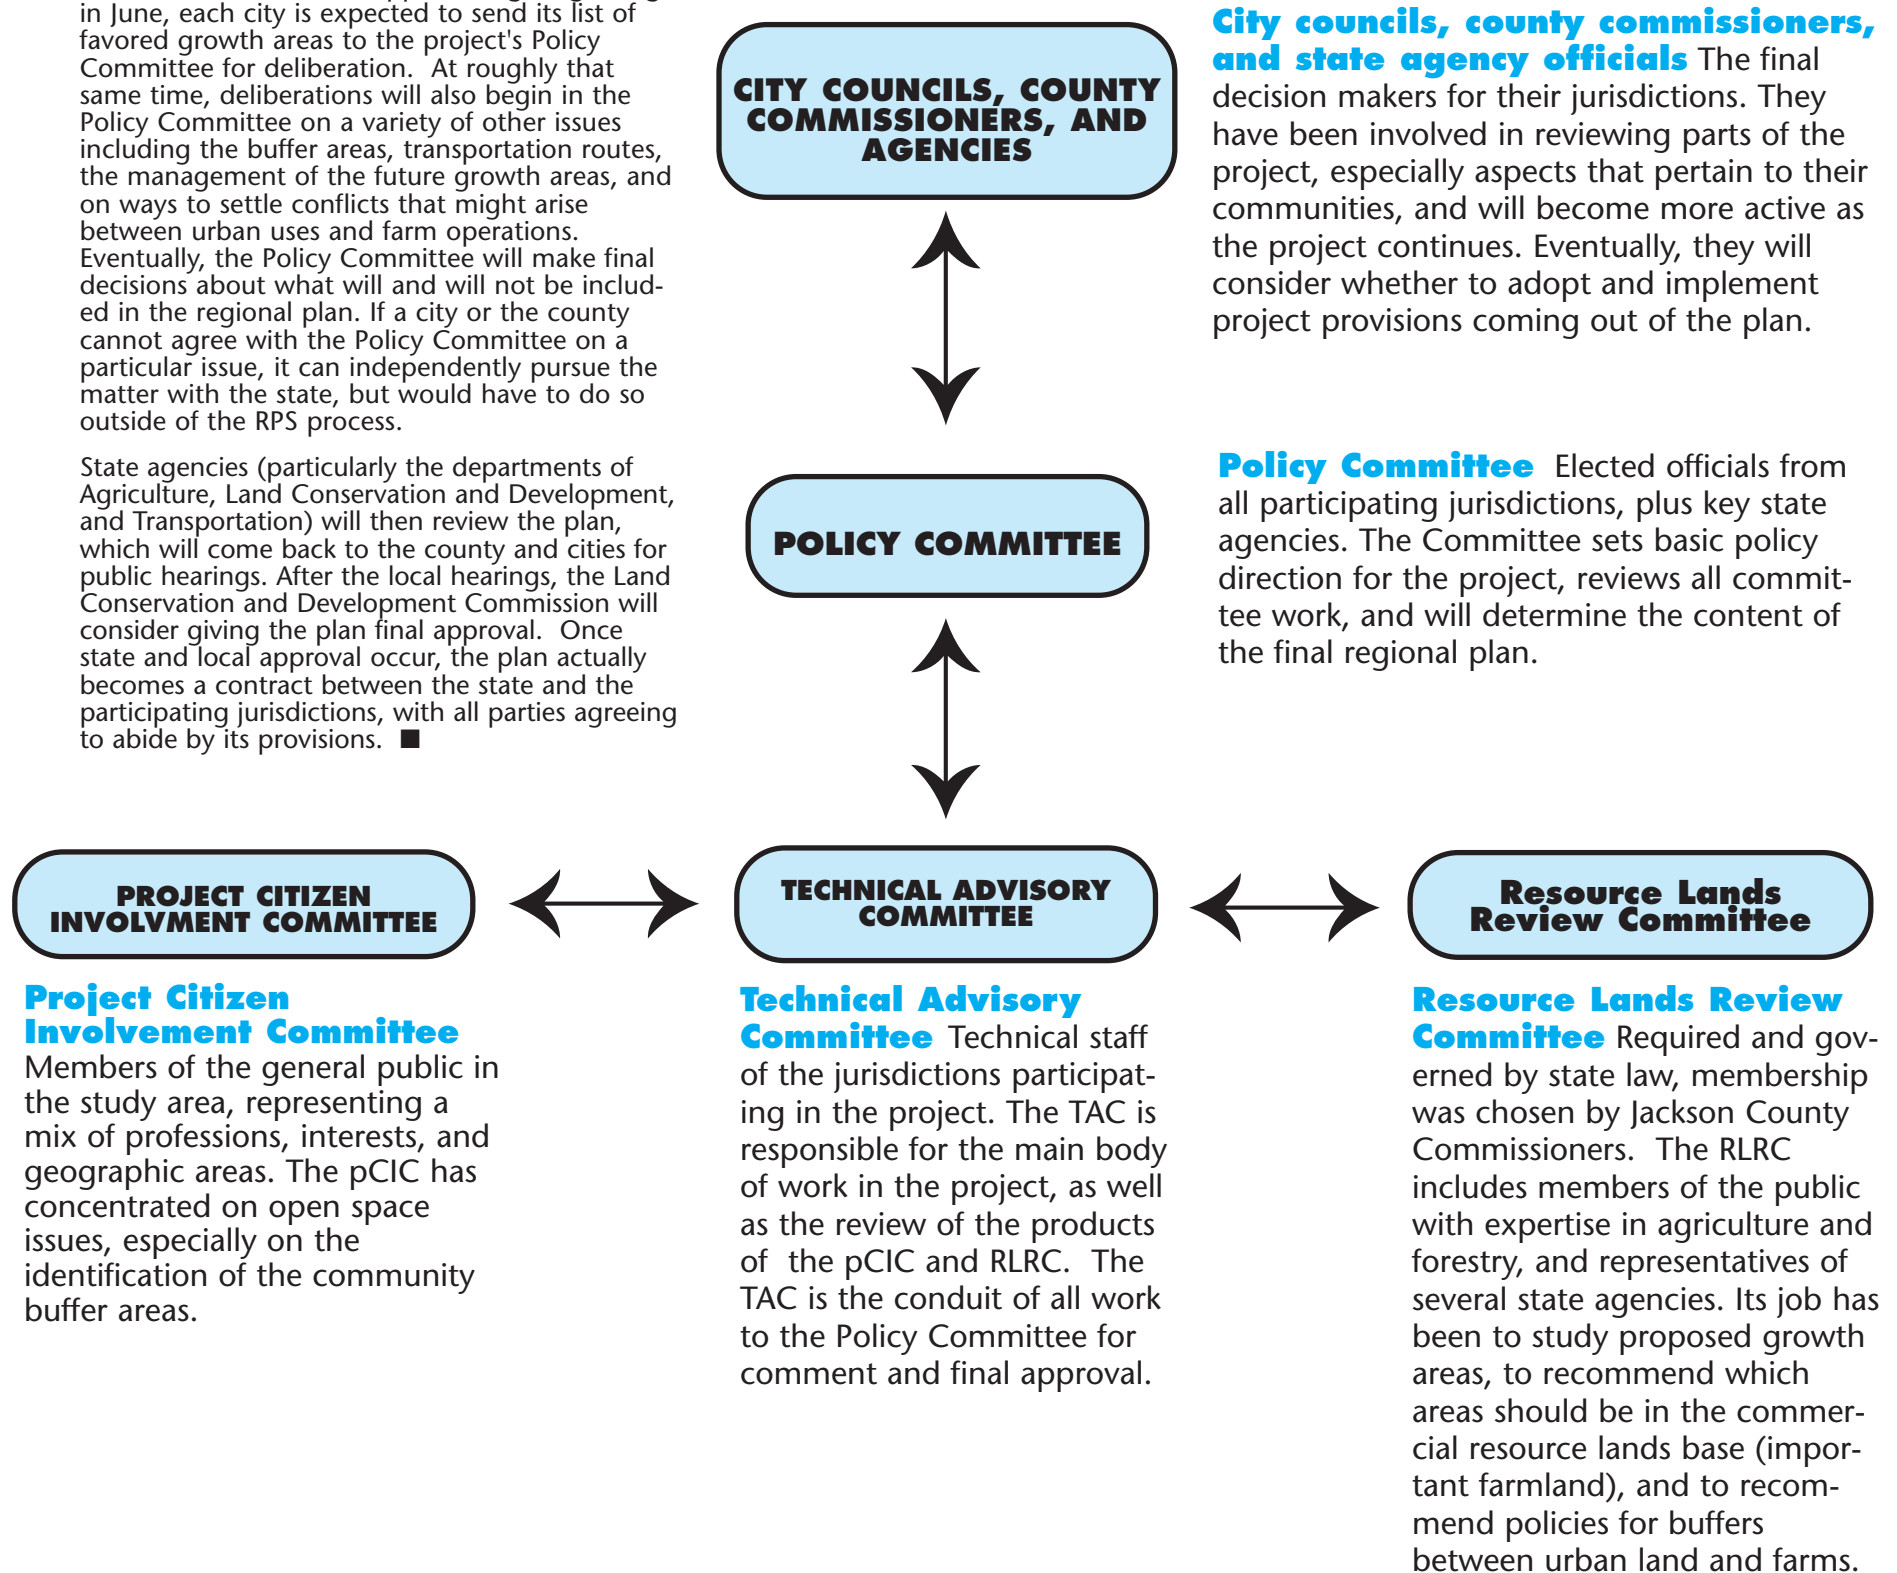 in June, each city is expected to send its list of
favored growth areas to the project's Policy
Committee for deliberation.  At roughly that
same time, deliberations will also begin in the
Policy Committee on a variety of other issues
including the buffer areas, transportation routes,
the management of the future growth areas, and
on ways to settle conflicts that might arise
between urban uses and farm operations.
Eventually, the Policy Committee will make final
decisions about what will and will not be includ-
ed in the regional plan. If a city or the county
cannot agree with the Policy Committee on a
particular issue, it can independently pursue the
matter with the state, but would have to do so
outside of the RPS process.
State agencies (particularly the departments of
Agriculture, Land Conservation and Development,
and Transportation) will then review the plan,
which will come back to the county and cities for
public hearings. After the local hearings, the Land
Conservation and Development Commission will
consider giving the plan final approval.  Once
state and local approval occur, the plan actually
becomes a contract between the state and the
participating jurisdictions, with all parties agreeing
to abide by its provisions. ■
CITY COUNCILS, COUNTY
COMMISSIONERS, AND
AGENCIES
City councils, county commissioners,
and state agency officials The final
decision makers for their jurisdictions. They
have been involved in reviewing parts of the
project, especially aspects that pertain to their
communities, and will become more active as
the project continues. Eventually, they will
consider whether to adopt and implement
project provisions coming out of the plan.
POLICY COMMITTEE
Policy Committee  Elected officials from
all participating jurisdictions, plus key state
agencies. The Committee sets basic policy
direction for the project, reviews all commit-
tee work, and will determine the content of
the final regional plan.
PROJECT CITIZEN
INVOLVMENT COMMITTEE
TECHNICAL ADVISORY
COMMITTEE
Resource Lands
Review Committee
Project Citizen
Involvement Committee
Members of the general public in
the study area, representing a
mix of professions, interests, and
geographic areas. The pCIC has
concentrated on open space
issues, especially on the
identification of the community
buffer areas.
Technical Advisory
Committee Technical staff
of the jurisdictions participat-
ing in the project. The TAC is
responsible for the main body
of work in the project, as well
as the review of the products
of  the pCIC and RLRC.  The
TAC is the conduit of all work
to the Policy Committee for
comment and final approval.
Resource Lands Review
Committee Required and gov-
erned by state law, membership
was chosen by Jackson County
Commissioners.  The RLRC
includes members of the public
with expertise in agriculture and
forestry, and representatives of
several state agencies. Its job has
been to study proposed growth
areas, to recommend which
areas should be in the commer-
cial resource lands base (impor-
tant farmland), and to recom-
mend policies for buffers
between urban land and farms.